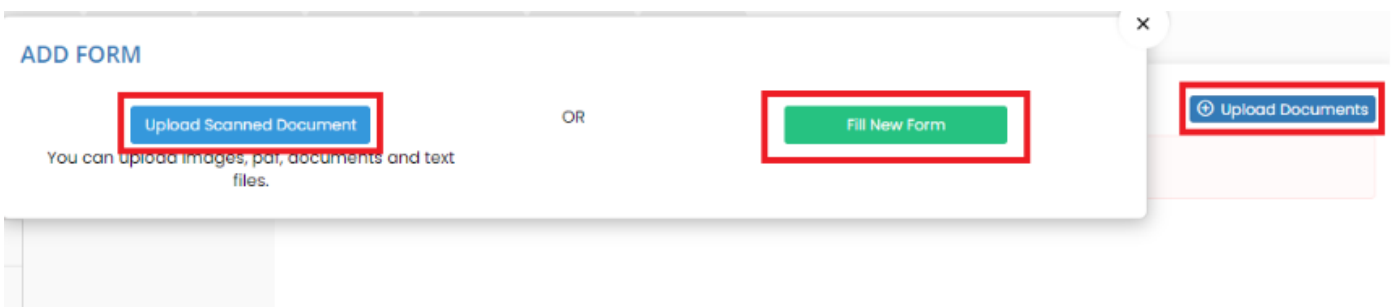 ADD FORM
Upload Scanned Document
OR
Fill New Form
Upload Documents
You can upload images, pdf, documents and text
files.